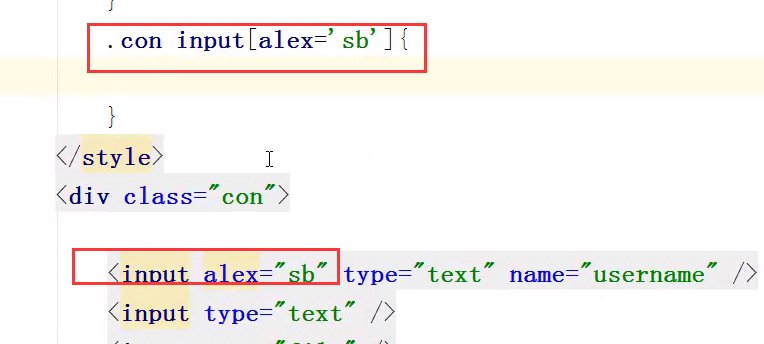 }
.con input[alex='sb']{
}
</style>
<div class="con">
<input alex="sb" type="text" name="username" />
<input type="text" />